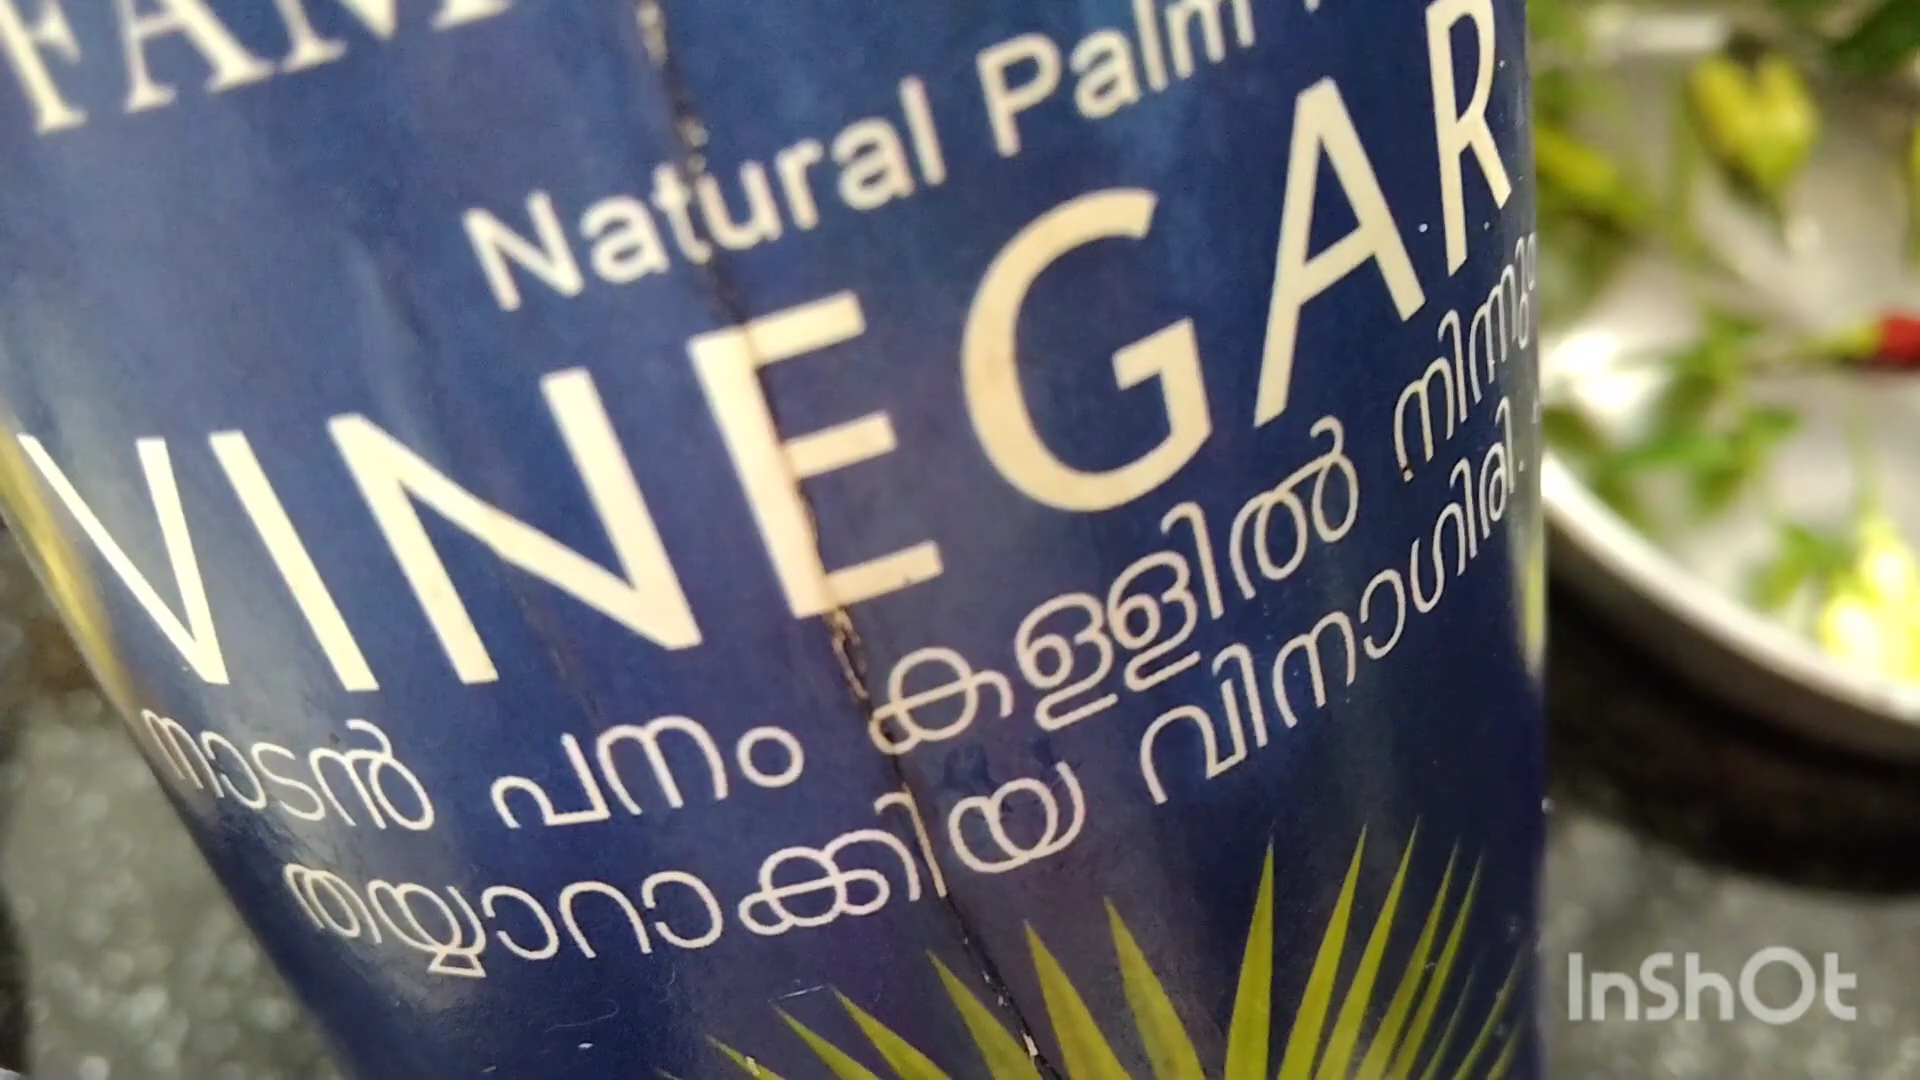 Natural Palm
VINEGAR
നാടൻ പനം കള്ളിൽ നിന്നും
തയ്യാറാക്കിയ വിനാഗിരി.
InShOt